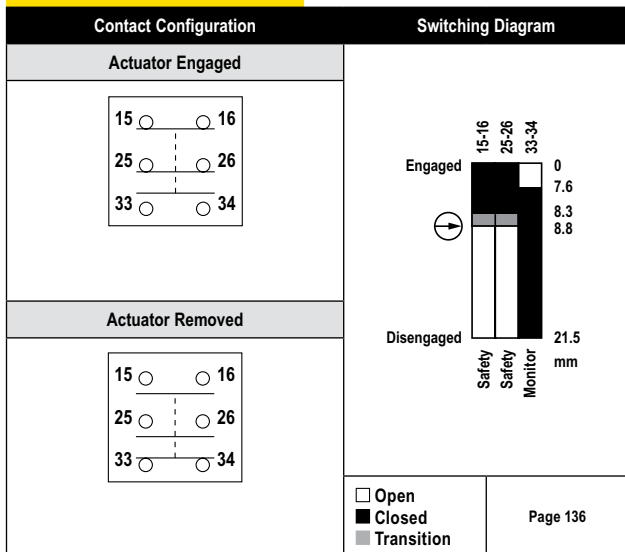 Contact Configuration
Switching Diagram
Actuator Engaged
15 16
25 26
33 34
Actuator Removed
15 16
25 26
33 34
15-16 25-26 33-34
Engaged 0
7.6
8.3
8.8
Disengaged 21.5
mm
Safety Safety Monitor
Open
Closed
Transition
Page 136